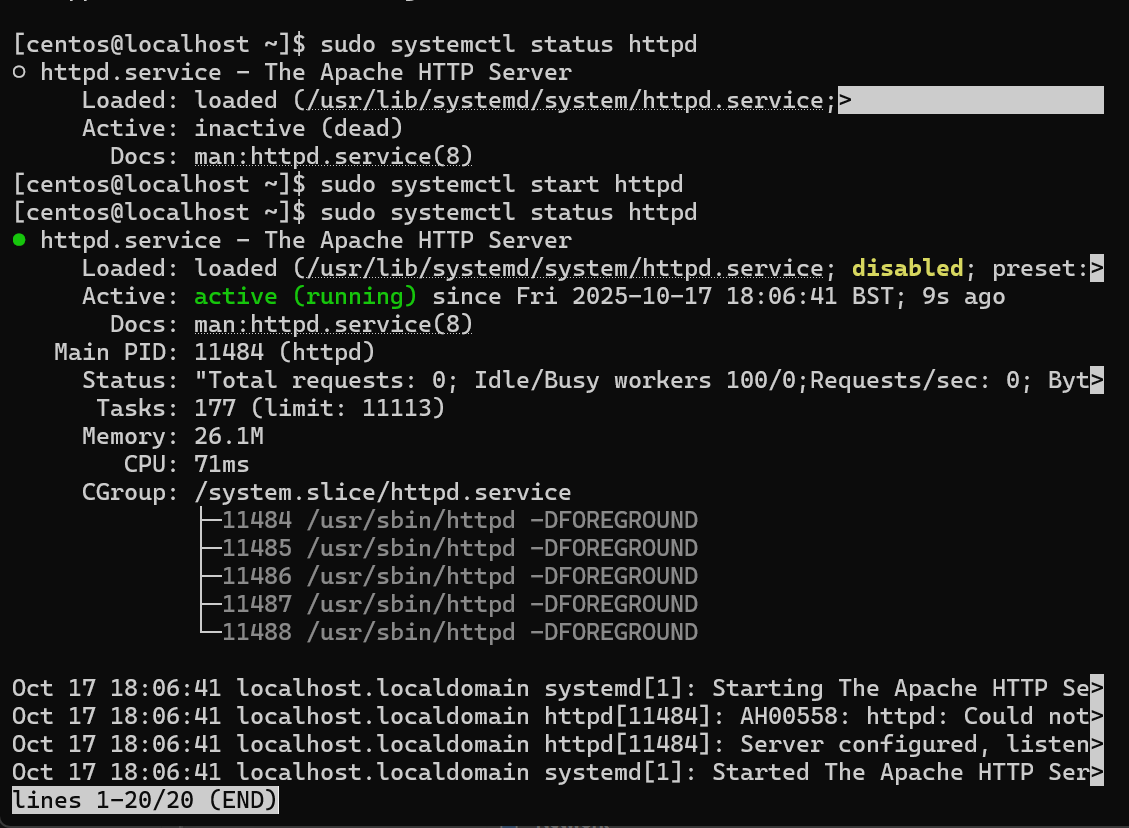 [centos@localhost ~]$ sudo systemctl status httpd
○ httpd.service - The Apache HTTP Server
     Loaded: loaded (/usr/lib/systemd/system/httpd.service;>
     Active: inactive (dead)
       Docs: man:httpd.service(8)
[centos@localhost ~]$ sudo systemctl start httpd
[centos@localhost ~]$ sudo systemctl status httpd
● httpd.service - The Apache HTTP Server
     Loaded: loaded (/usr/lib/systemd/system/httpd.service; disabled; preset:>
     Active: active (running) since Fri 2025-10-17 18:06:41 BST; 9s ago
       Docs: man:httpd.service(8)
   Main PID: 11484 (httpd)
     Status: "Total requests: 0; Idle/Busy workers 100/0;Requests/sec: 0; Byt>
      Tasks: 177 (limit: 11113)
     Memory: 26.1M
        CPU: 71ms
     CGroup: /system.slice/httpd.service
             ├─11484 /usr/sbin/httpd -DFOREGROUND
             ├─11485 /usr/sbin/httpd -DFOREGROUND
             ├─11486 /usr/sbin/httpd -DFOREGROUND
             ├─11487 /usr/sbin/httpd -DFOREGROUND
             └─11488 /usr/sbin/httpd -DFOREGROUND
Oct 17 18:06:41 localhost.localdomain systemd[1]: Starting The Apache HTTP Se>
Oct 17 18:06:41 localhost.localdomain httpd[11484]: AH00558: httpd: Could not>
Oct 17 18:06:41 localhost.localdomain httpd[11484]: Server configured, listen>
Oct 17 18:06:41 localhost.localdomain systemd[1]: Started The Apache HTTP Ser>
lines 1-20/20 (END)